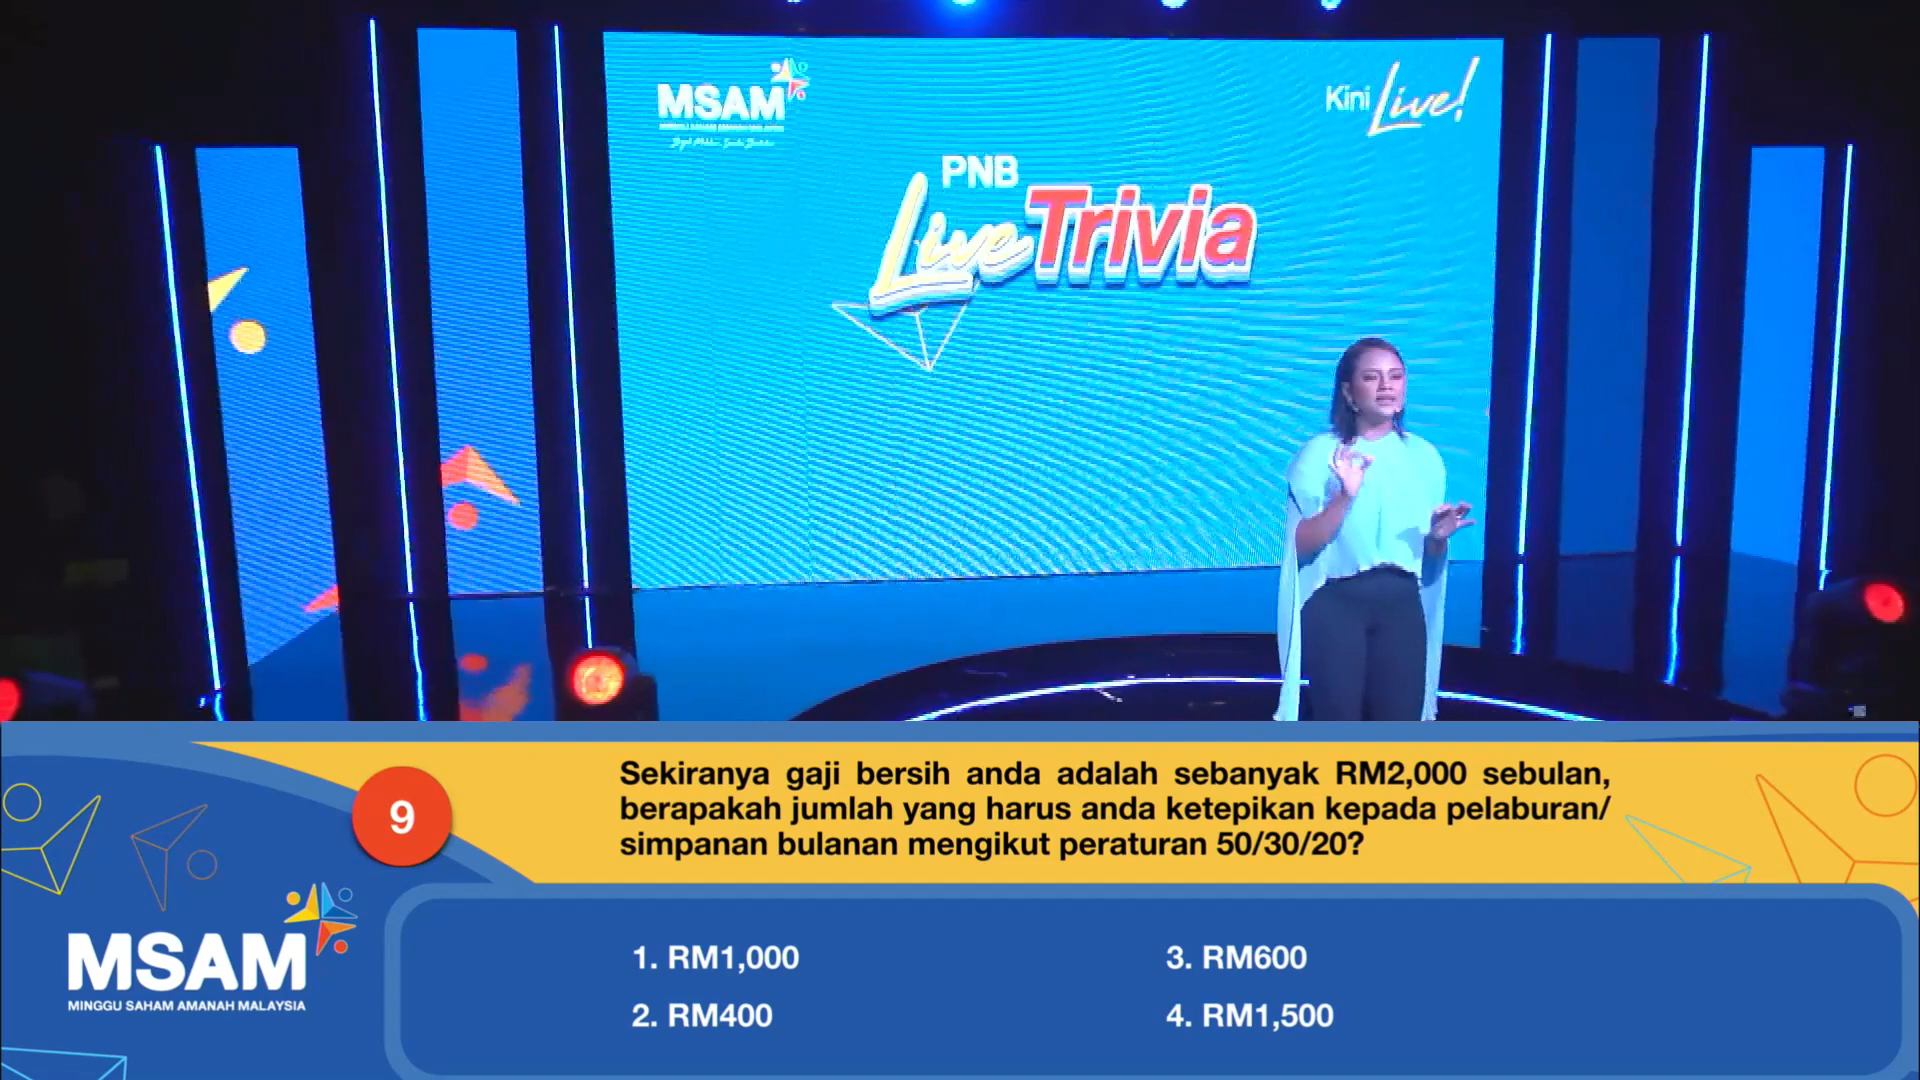 MSAM
Kini Live!
PNB
Live Trivia
9
Sekiranya gaji bersih anda adalah sebanyak RM2,000 sebulan,
berapakah jumlah yang harus anda ketepikan kepada pelaburan/
simpanan bulanan mengikut peraturan 50/30/20?
MSAM
MINGGU SAHAM AMANAH MALAYSIA
1. RM1,000
2. RM400
3. RM600
4. RM1,500